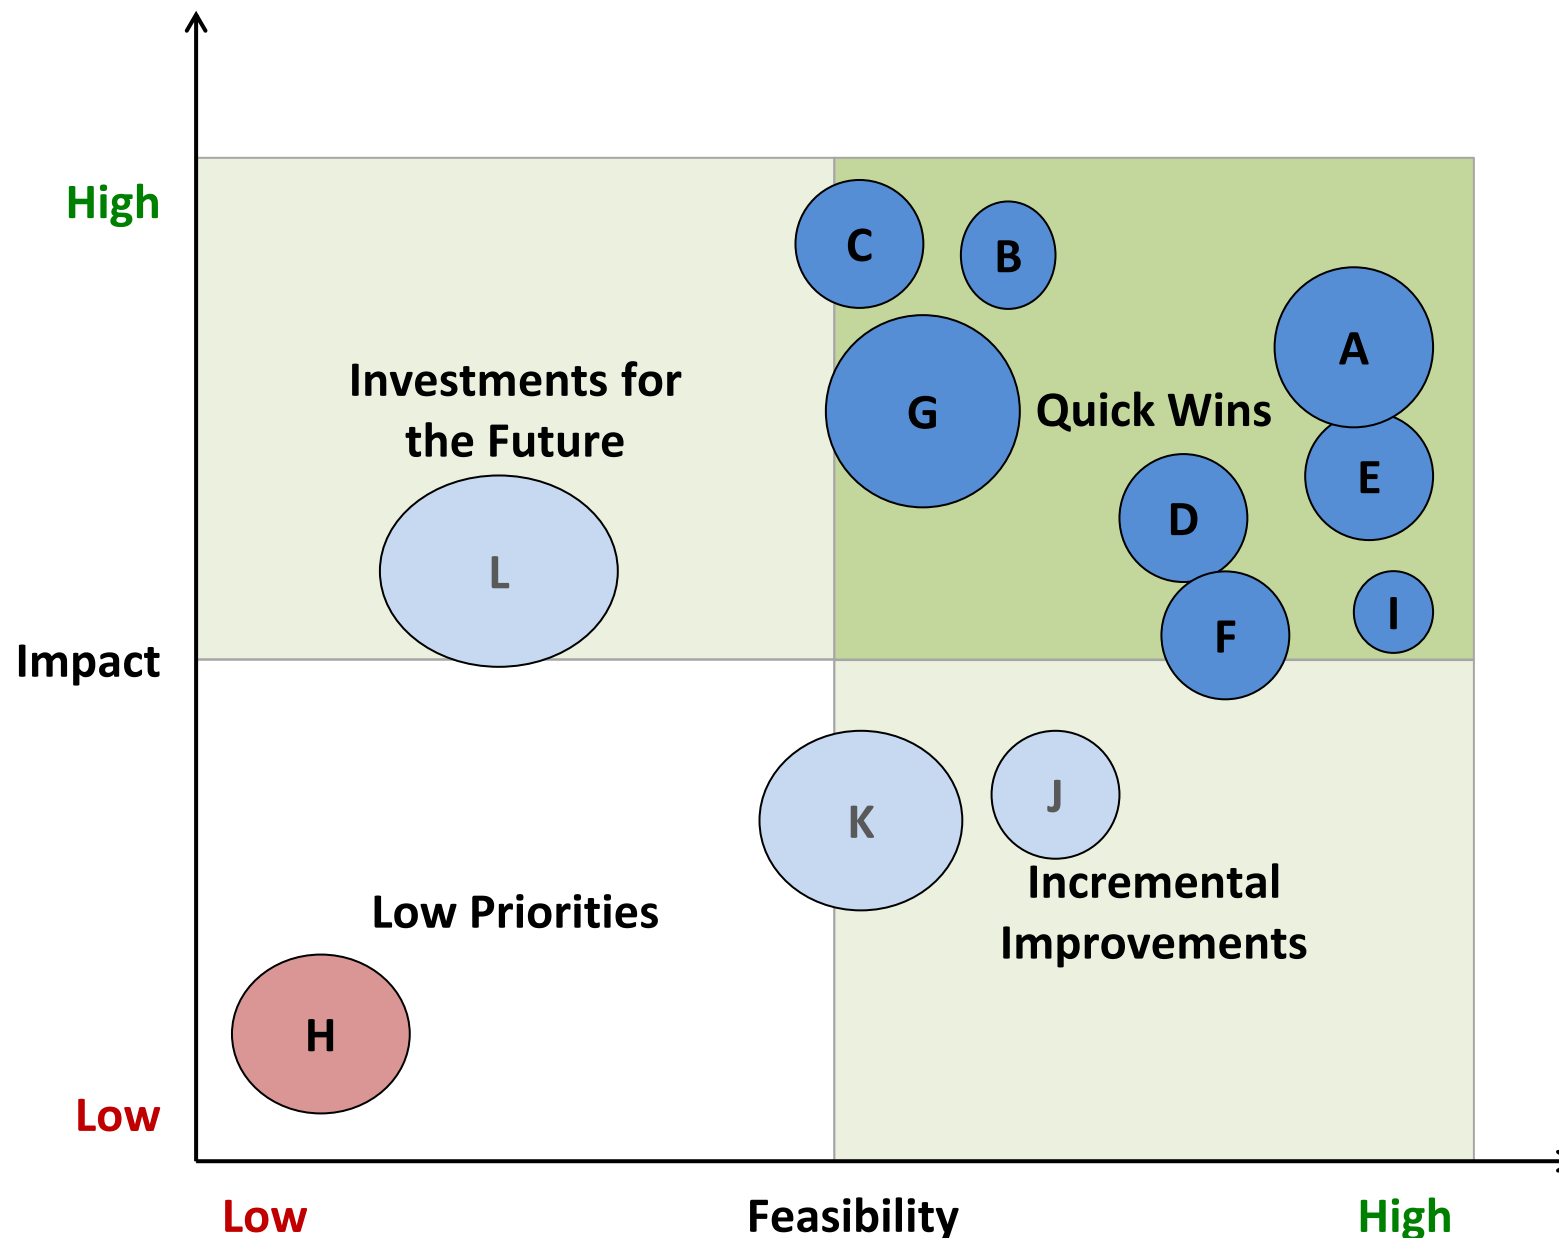 High
C
B
A
Investments for
the Future
G
Quick Wins
E
D
L
I
F
Impact
K
J
Incremental
Improvements
Low Priorities
H
Low
Low
Feasibility
High